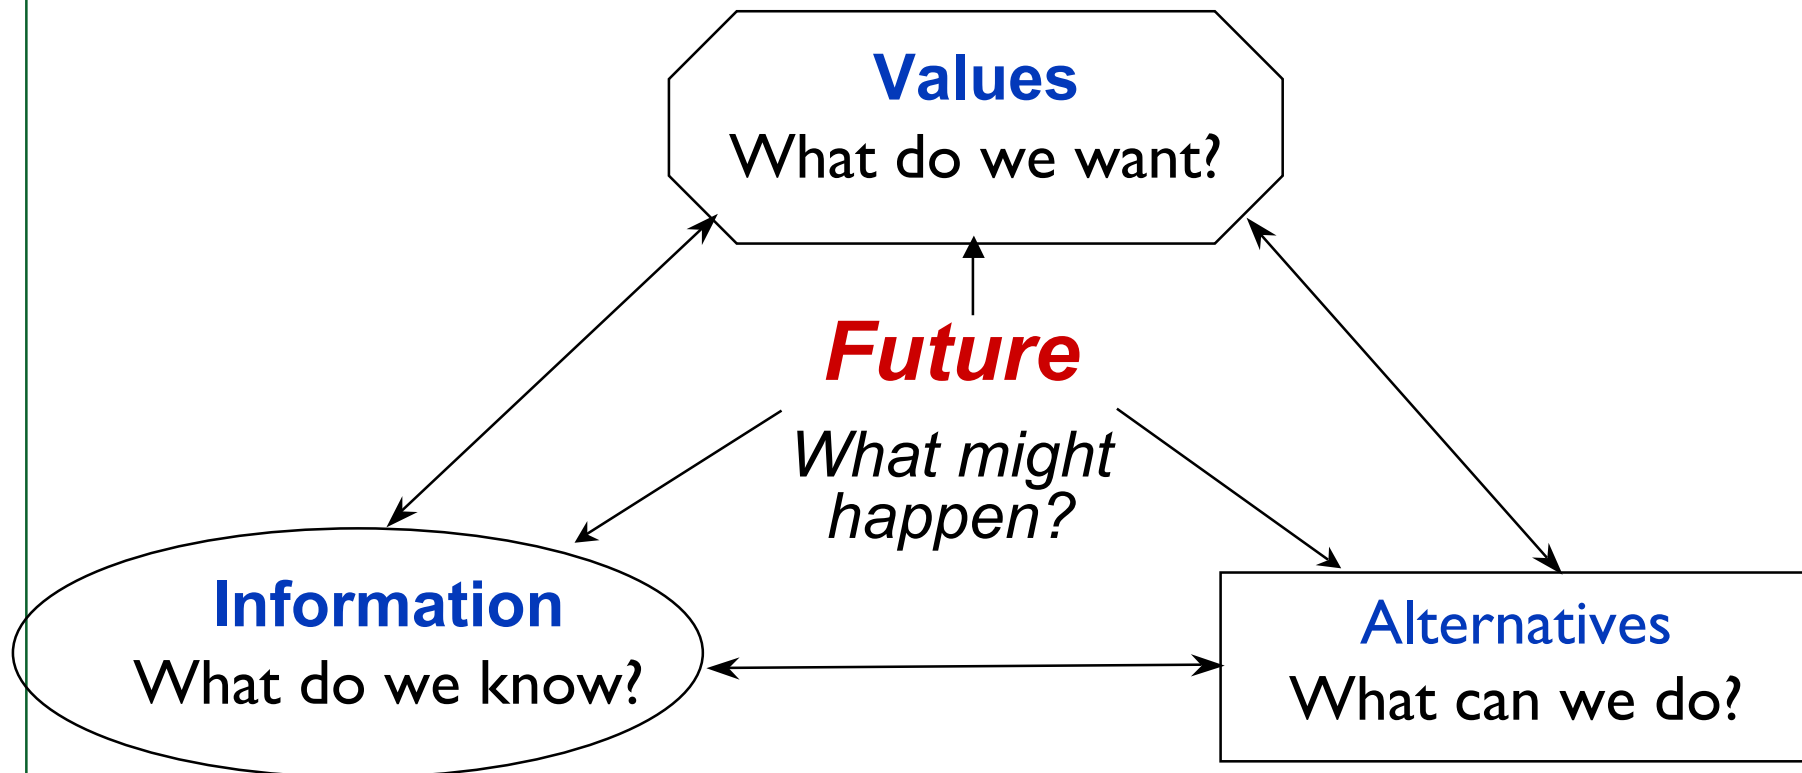 Values
What do we want?
Future
What might
happen?
Information
What do we know?
Alternatives
What can we do?